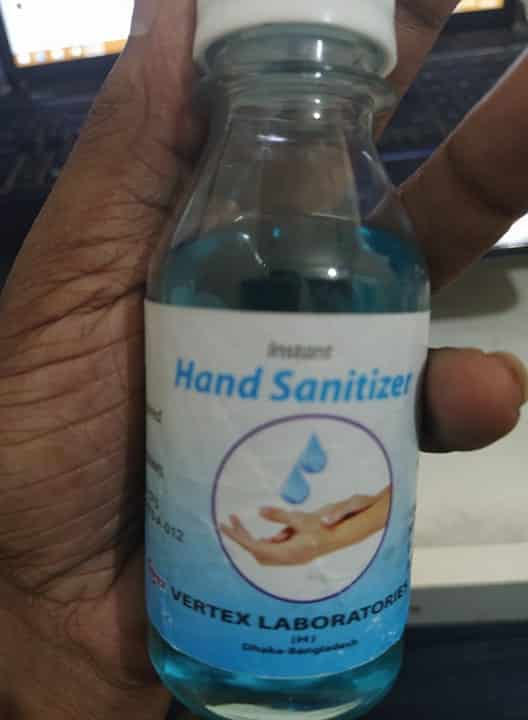 Instant
Hand Sanitizer
VERTEX LABORATORIES
(H)
Dhaka-Bangladesh